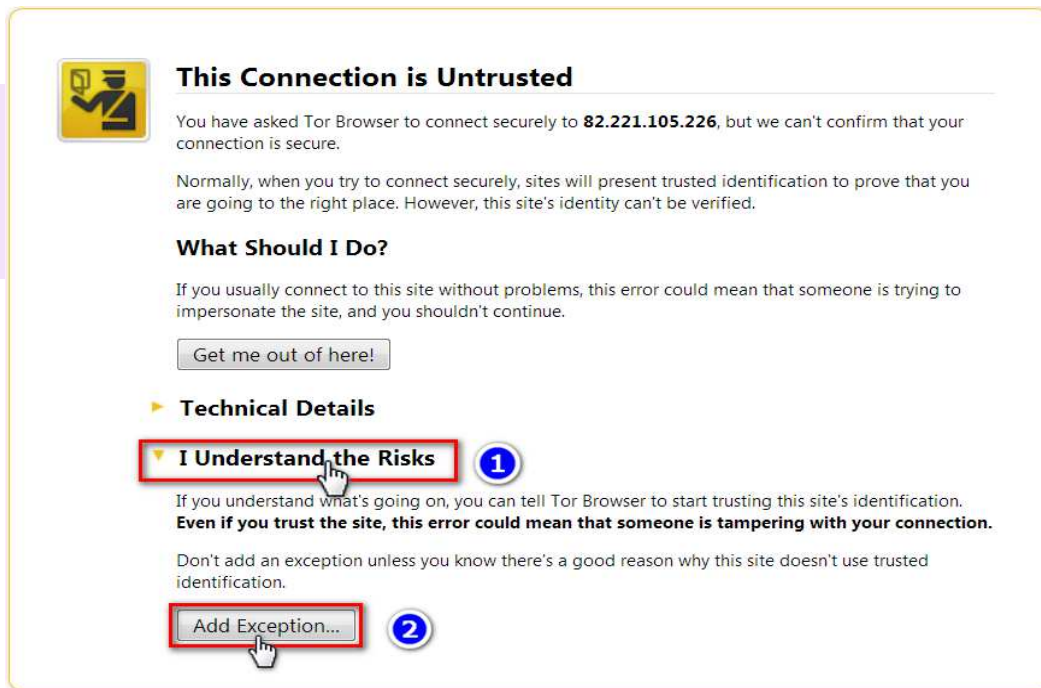 This Connection is Untrusted
You have asked Tor Browser to connect securely to 82.221.105.226, but we can't confirm that your
connection is secure.
Normally, when you try to connect securely, sites will present trusted identification to prove that you
are going to the right place. However, this site's identity can't be verified.
What Should I Do?
If you usually connect to this site without problems, this error could mean that someone is trying to
impersonate the site, and you shouldn't continue.
Get me out of here!
Technical Details
I Understand the Risks
1
If you understand what's going on, you can tell Tor Browser to start trusting this site's identification.
Even if you trust the site, this error could mean that someone is tampering with your connection.
Don't add an exception unless you know there's a good reason why this site doesn't use trusted
identification.
Add Exception...
2